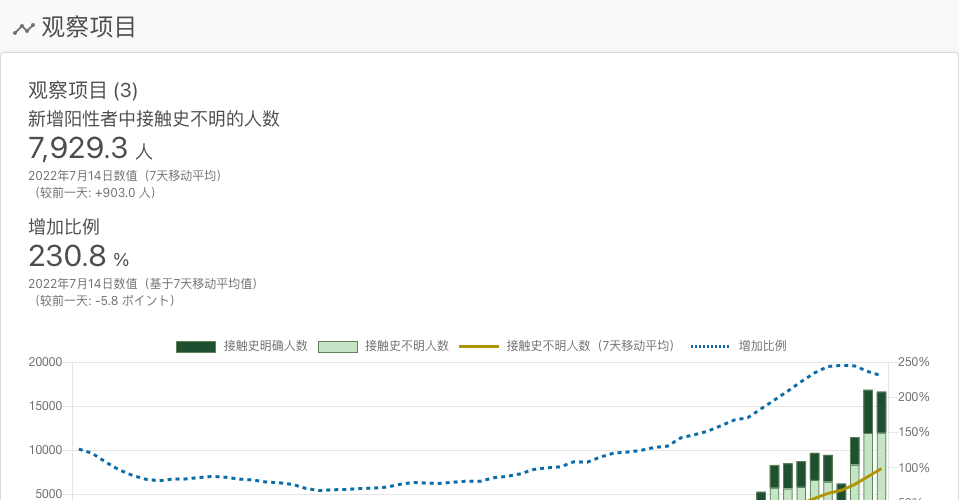 观察项目
观察项目 (3)
新增阳性者中接触史不明的人数
7,929.3 人
2022年7月14日数值（7天移动平均）
（较前一天: +903.0 人）
增加比例
230.8 %
2022年7月14日数值（基于7天移动平均值）
（较前一天: -5.8 ポイント）
接触史明确人数 接触史不明人数 接触史不明人数（7天移动平均） 增加比例
20000 250%
200%
15000
150%
10000
100%
5000